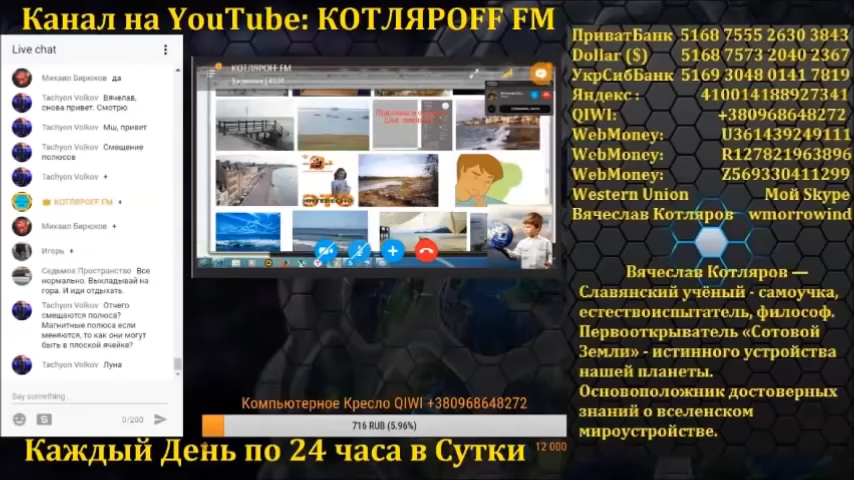 Канал на YouTube: КОТЛЯРOFF FM
Live chat
Михаил Бирюков да
Tachyon Volkov Вячелав,
снова привет. Смотрю
Tachyon Volkov Мш, привет
Tachyon Volkov Смещение
полюсов
Tachyon Volkov +
КОТЛЯРOFF FM +
Михаил Бирюков +
Игорь +
Седьмое Пространство Все
нормально. Выкладывай на
гора. И иди отдыхать.
Tachyon Volkov Отчего
смещаются полюса?
Магнитные полюса если
меняются, то как они могут
быть в плоской ячейке?
Tachyon Volkov Луна
Say something...
0/200
КОТЛЯРOFF FM
Компьютерное Кресло QIWI +380968648272
716 RUB (5.96%)
12 000
Каждый День по 24 часа в Сутки
ПриватБанк 5168 7555 2630 3843
Dollar ($) 5168 7573 2040 2367
УкрСибБанк 5169 3048 0141 7819
Яндекс : 410014188927341
QIWI: +380968648272
WebMoney: U361439249111
WebMoney: R127821963896
WebMoney: Z569330411299
Western Union Мой Skype
Вячеслав Котляров wmorrowind
Вячеслав Котляров —
Славянский учёный - самоучка,
естествоиспытатель, философ.
Первооткрыватель «Сотовой
Земли» - истинного устройства
нашей планеты.
Основоположник достоверных
знаний о вселенском
мироустройстве.